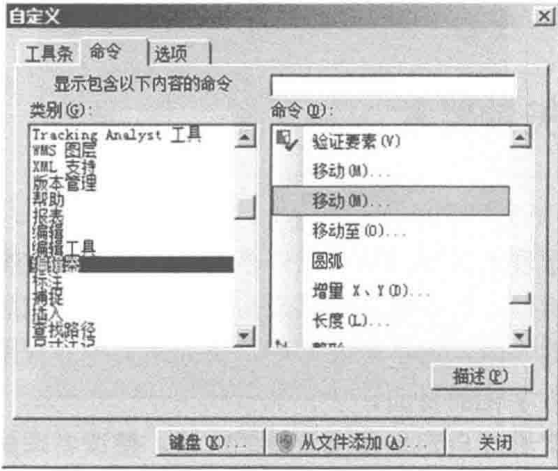 自定义
工具条 命令 选项
显示包含以下内容的命令
类别(G):
Tracking Analyst 工具
WMS 图层
XML 支持
版本管理
帮助
报表
编辑
编辑工具
标注
捕捉
插入
查找路径
命令(D):
验证要素(V)
移动(M)...
移动(M)...
移动至(O)...
圆弧
增量 X、Y(D)...
长度(L)...
描述(E)
键盘(K)...
从文件添加(A)...
关闭